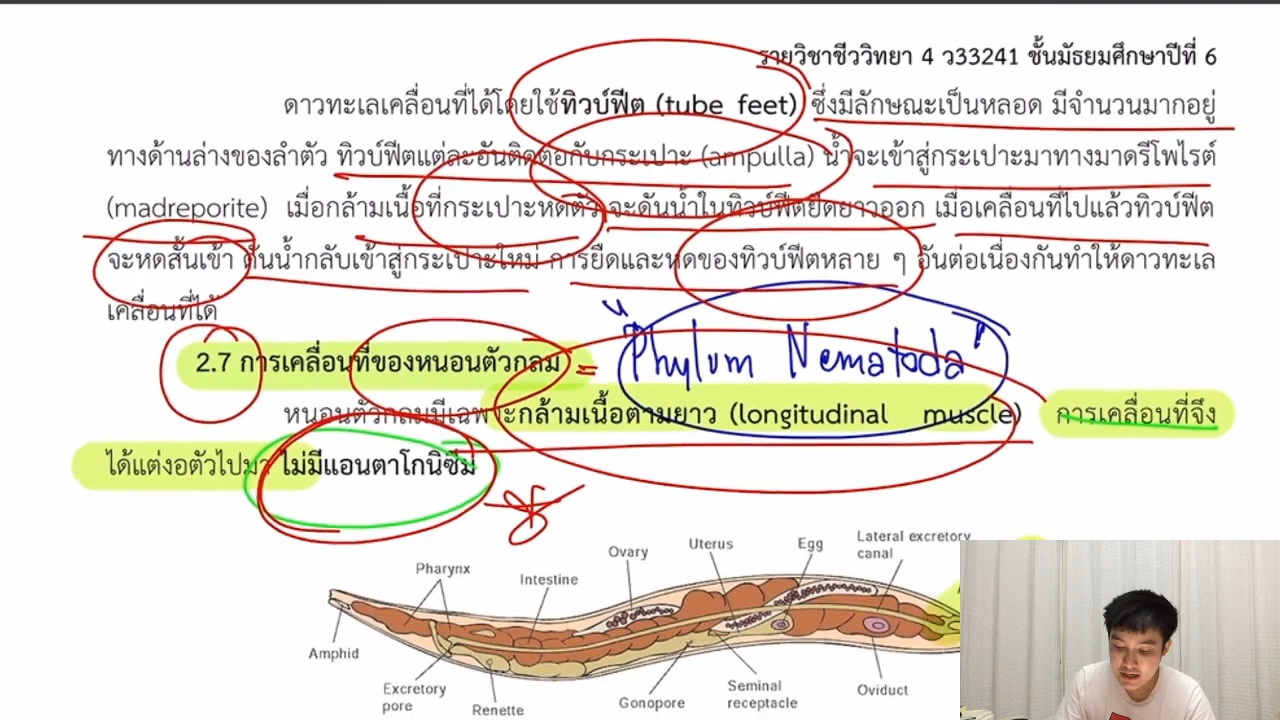 รายวิชาชีววิทยา 4 ว33241 ชั้นมัธยมศึกษาปีที่ 6
ดาวทะเลเคลื่อนที่ได้โดยใช้ทิวบ์ฟีต (tube feet) ซึ่งมีลักษณะเป็นหลอด มีจำนวนมากอยู่
ทางด้านล่างของลำตัว ทิวบ์ฟีตแต่ละอันติดต่อกับกระเปาะ (ampulla) น้ำจะเข้าสู่กระเปาะมาทางมาดรีโพไรต์
(madreporite) เมื่อกล้ามเนื้อที่กระเปาะหดตัว จะดันน้ำในทิวบ์ฟีตยืดยาวออก เมื่อเคลื่อนที่ไปแล้วทิวบ์ฟีต
จะหดสั้นเข้า ดันน้ำกลับเข้าสู่กระเปาะใหม่ การยืดและหดของทิวบ์ฟีตหลาย ๆ อันต่อเนื่องกันทำให้ดาวทะเล
เคลื่อนที่ได้
2.7 การเคลื่อนที่ของหนอนตัวกลม = "Phylum Nematoda"
หนอนตัวกลมมีเฉพาะกล้ามเนื้อตามยาว (longitudinal muscle) การเคลื่อนที่จึง
ได้แต่งอตัวไปมา ไม่มีแอนตาโกนิซึม
Pharynx
Intestine
Ovary
Uterus
Egg
Lateral excretory
canal
Amphid
Excretory
pore
Renette
Gonopore
Seminal
receptacle
Oviduct